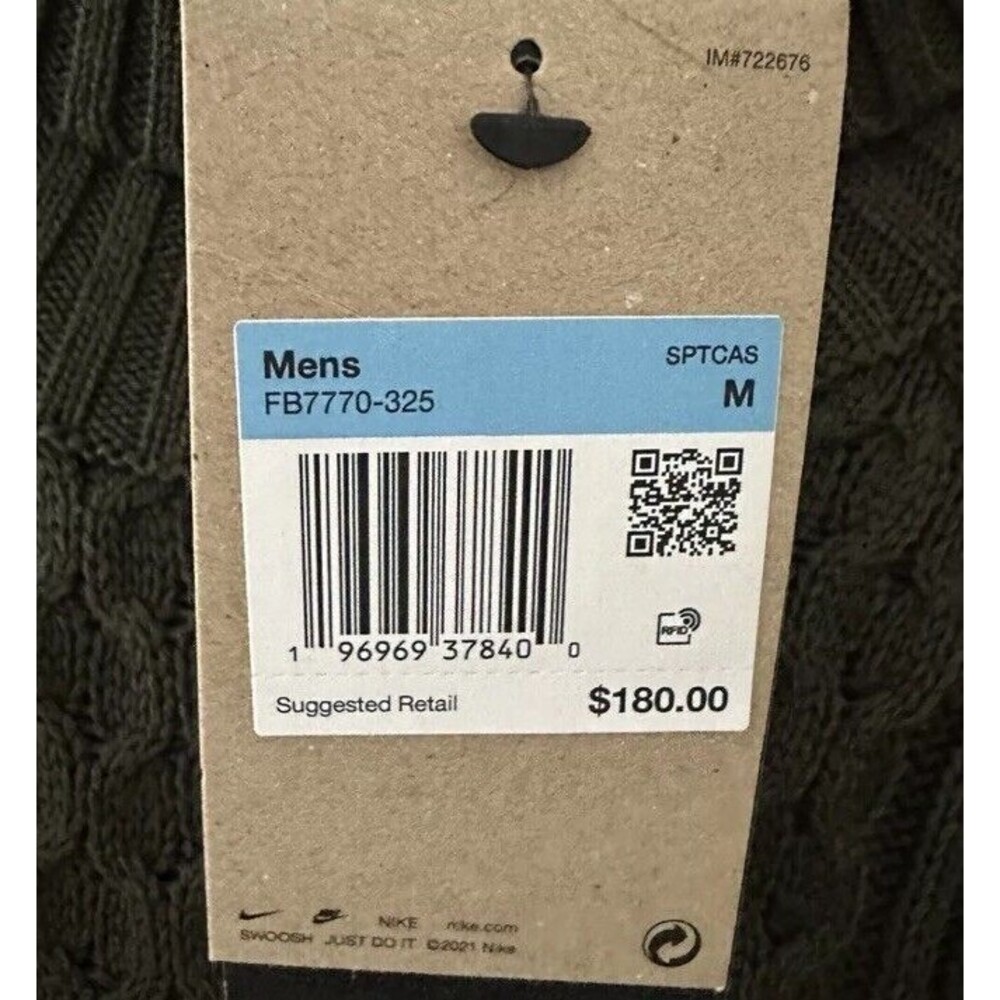 IM#722676
Mens
SPTCAS
FB7770-325
M
1 96969 37840 0
RFID
Suggested Retail
$180.00
NIKE nike.com
SWOOSH JUST DO IT ©2021 Nike